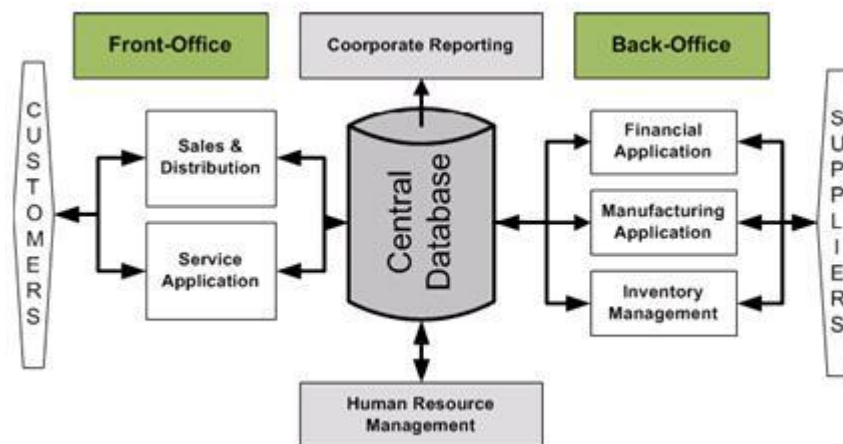 Front-Office
Coorporate Reporting
Back-Office
CUSTOMERS
Sales &
Distribution
Service
Application
Central
Database
Financial
Application
Manufacturing
Application
Inventory
Management
SUPPLIERS
Human Resource
Management